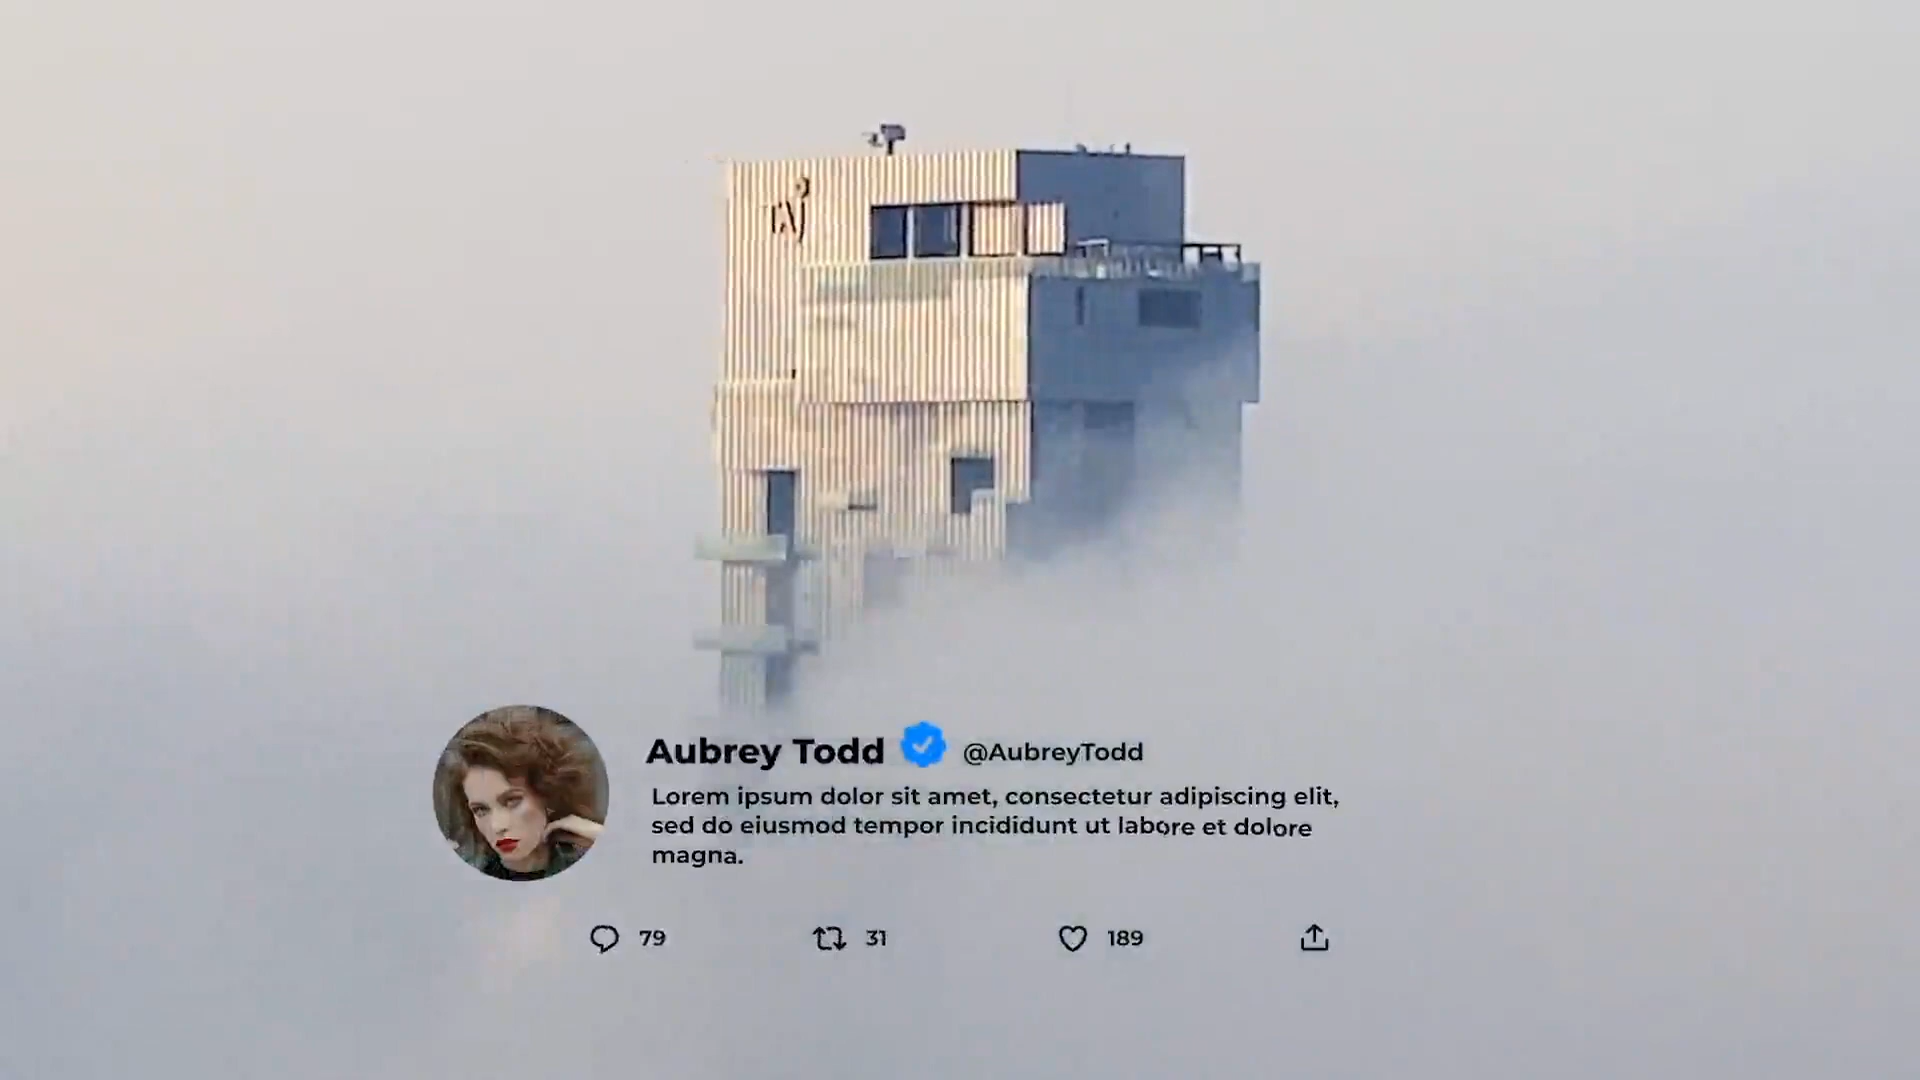 Aubrey Todd @AubreyTodd
Lorem ipsum dolor sit amet, consectetur adipiscing elit,
sed do eiusmod tempor incididunt ut labore et dolore
magna.
79 31 189